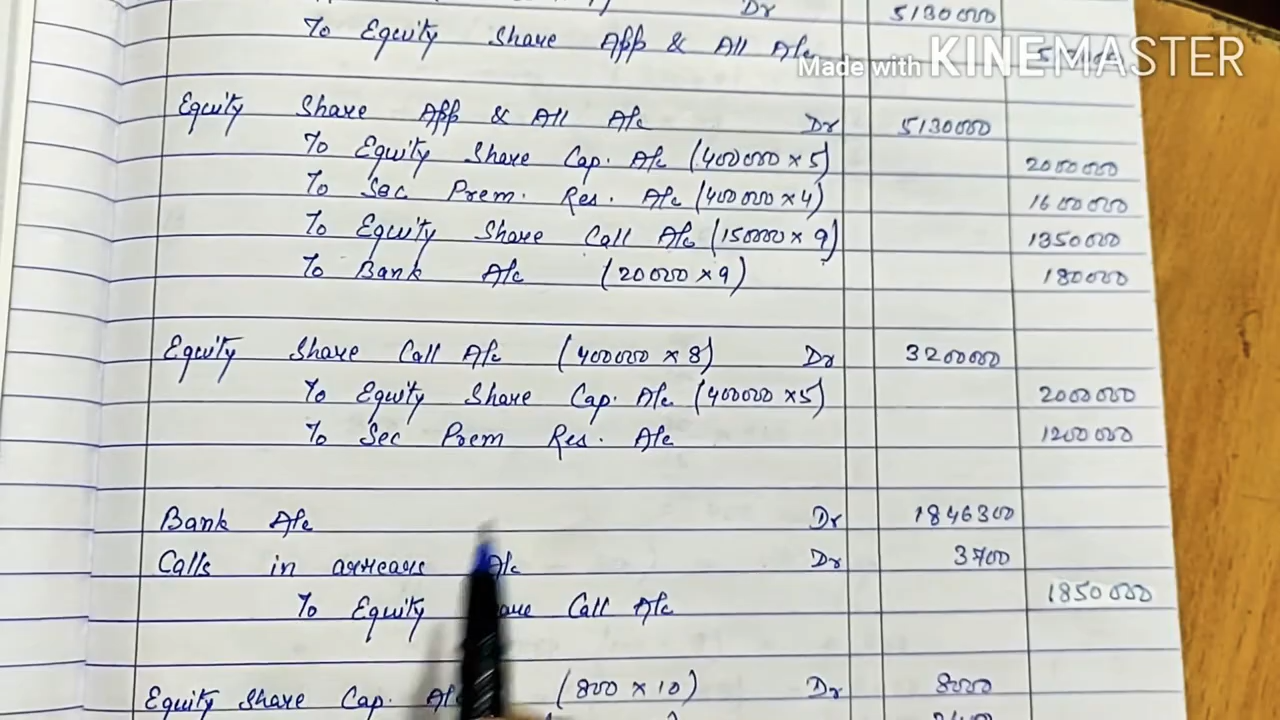 Dr 5130000
To Equity Share App & All A/c
Made with KINEMASTER
Equity Share App & All A/c Dr 5130000
To Equity Share Cap. A/c (400000 × 5) 2000000
To Sec Prem. Res. A/c (400000 × 4) 1600000
To Equity Share Call A/c (150000 × 9) 1350000
To Bank A/c (20000 × 9) 180000
Equity Share Call A/c (400000 × 8) Dr 3200000
To Equity Share Cap. A/c (400000 × 5) 2000000
To Sec Prem Res. A/c 1200000
Bank A/c Dr 1846300
Calls in arrears A/c Dr 3700
To Equity Share Call A/c 1850000
Equity Share Cap. A/c (800 × 10) Dr 8000